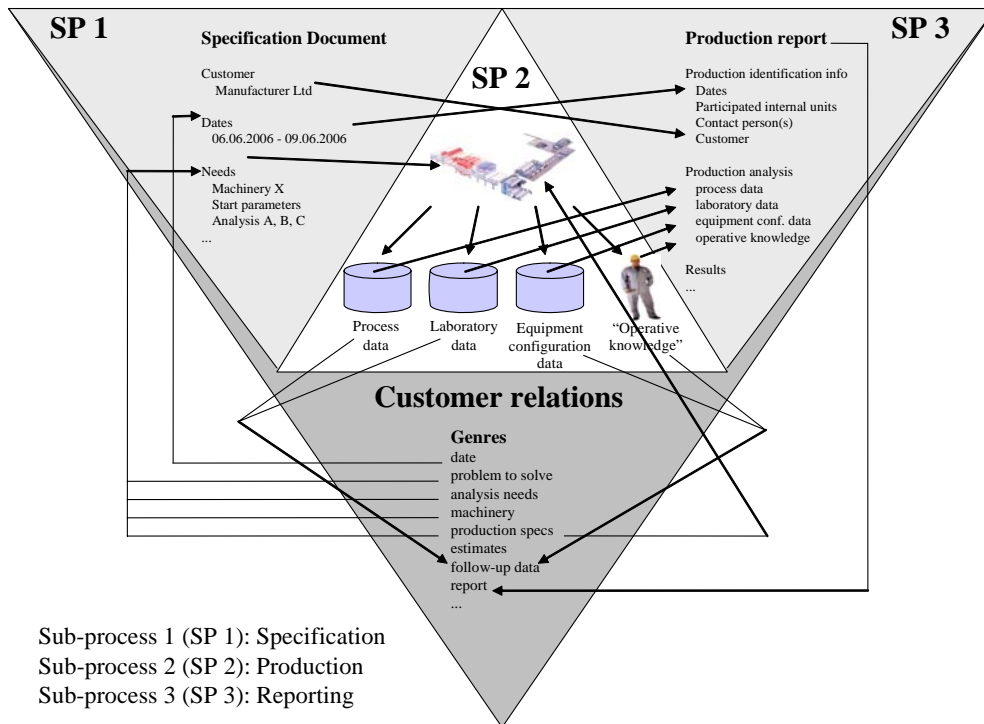 SP 1
SP 3
SP 2
Specification Document
Customer
Manufacturer Ltd
Dates
06.06.2006 - 09.06.2006
Needs
Machinery X
Start parameters
Analysis A, B, C
...
Production report
Production identification info
Dates
Participated internal units
Contact person(s)
Customer
Production analysis
process data
laboratory data
equipment conf. data
operative knowledge
Results
...
Process
data
Laboratory
data
Equipment
configuration
data
“Operative
knowledge”
Customer relations
Genres
date
problem to solve
analysis needs
machinery
production specs
estimates
follow-up data
report
...
Sub-process 1 (SP 1): Specification
Sub-process 2 (SP 2): Production
Sub-process 3 (SP 3): Reporting